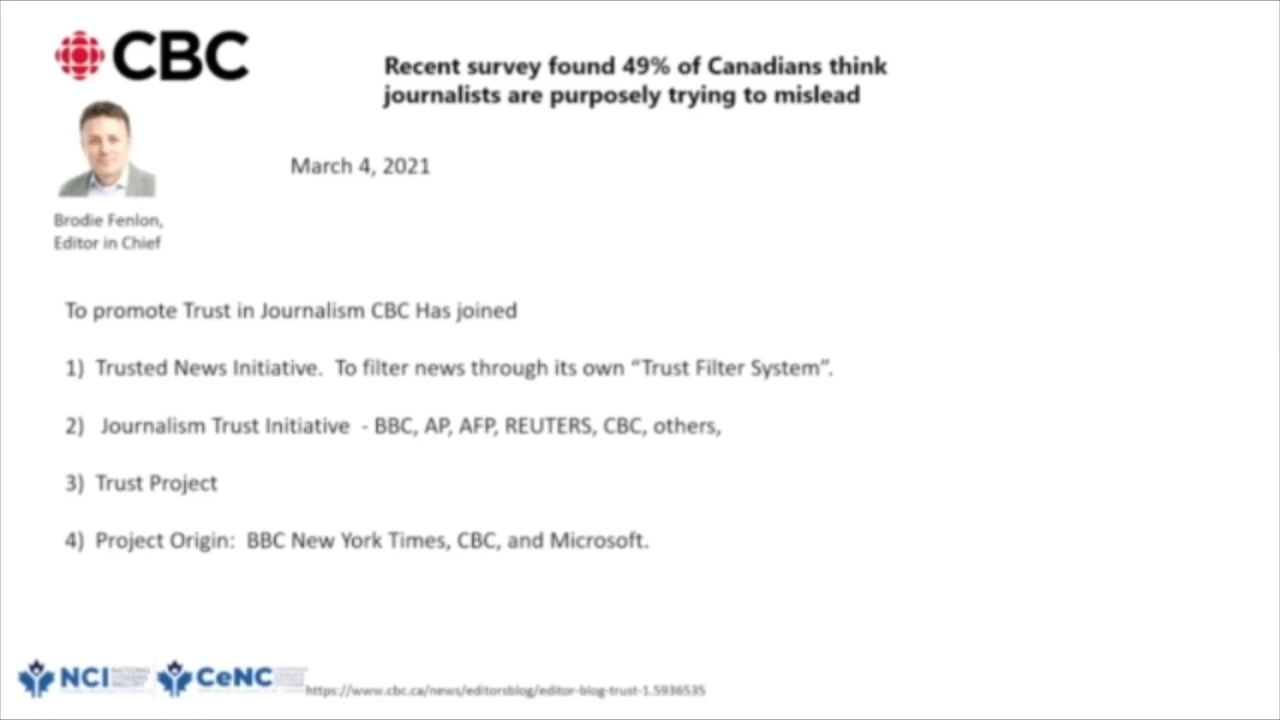 CBC
Recent survey found 49% of Canadians think
journalists are purposely trying to mislead
March 4, 2021
Brodie Fenlon,
Editor in Chief
To promote Trust in Journalism CBC Has joined
1) Trusted News Initiative. To filter news through its own “Trust Filter System”.
2) Journalism Trust Initiative - BBC, AP, AFP, REUTERS, CBC, others,
3) Trust Project
4) Project Origin: BBC New York Times, CBC, and Microsoft.
NCI
CeNC
https://www.cbc.ca/news/editorsblog/editor-blog-trust-1.5936535